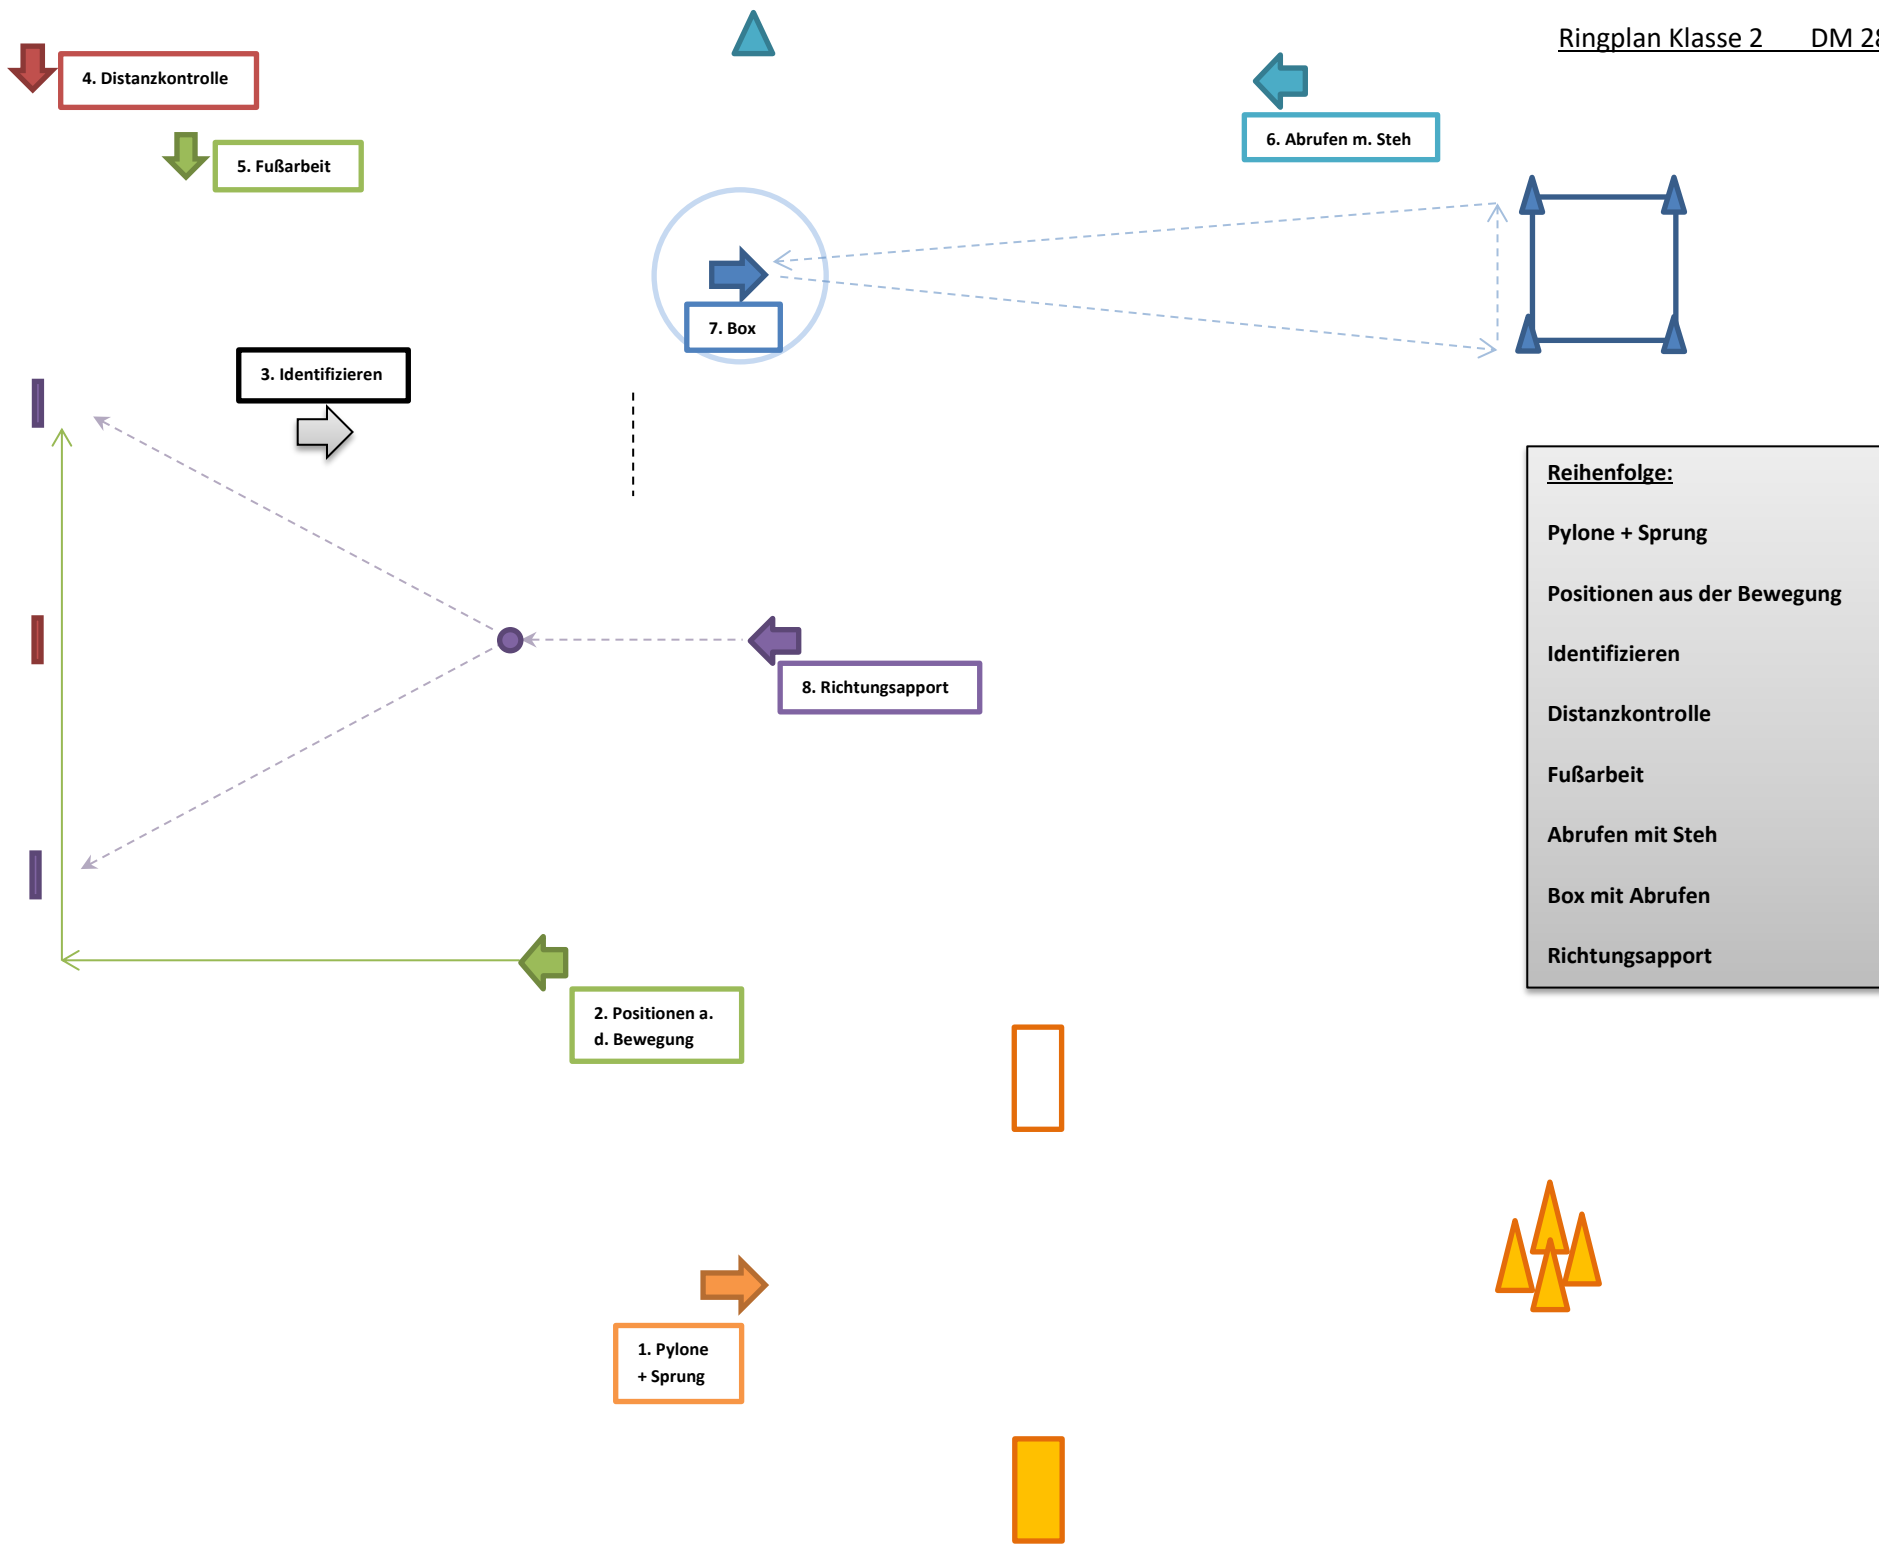 Ringplan Klasse 2 DM 28
4. Distanzkontrolle
5. Fußarbeit
6. Abrufen m. Steh
7. Box
3. Identifizieren
8. Richtungsapport
2. Positionen a.
d. Bewegung
1. Pylone
+ Sprung
Reihenfolge:
Pylone + Sprung
Positionen aus der Bewegung
Identifizieren
Distanzkontrolle
Fußarbeit
Abrufen mit Steh
Box mit Abrufen
Richtungsapport